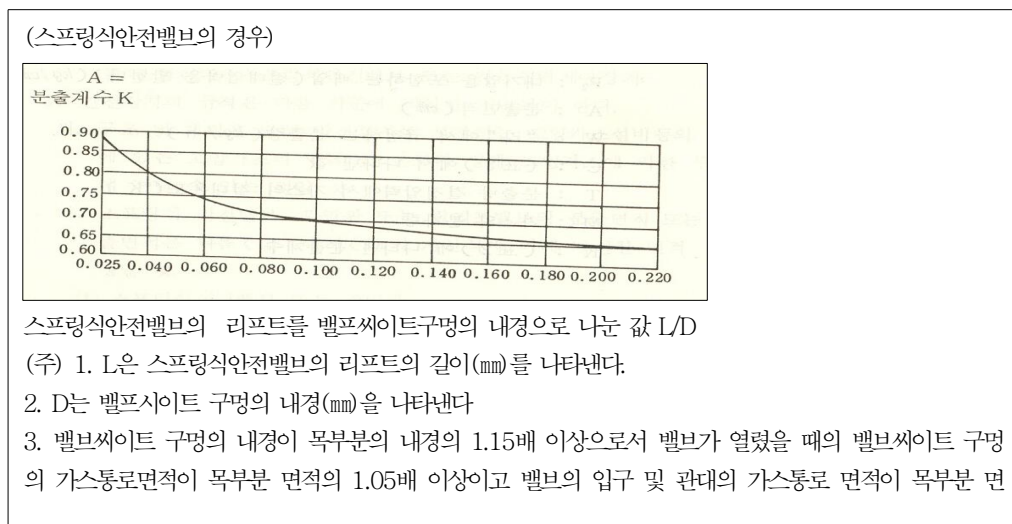 (스프링식안전밸브의 경우)
A =
분출계수 K
0.90
0.85
0.80
0.75
0.70
0.65
0.60
0.025 0.040 0.060 0.080 0.100 0.120 0.140 0.160 0.180 0.200 0.220
스프링식안전밸브의 리프트를 밸프씨이트구멍의 내경으로 나눈 값 L/D
(주) 1. L은 스프링식안전밸브의 리프트의 길이(㎜)를 나타낸다.
2. D는 밸프시이트 구멍의 내경(㎜)을 나타낸다
3. 밸브씨이트 구멍의 내경이 목부분의 내경의 1.15배 이상으로서 밸브가 열렸을 때의 밸브씨이트 구멍
의 가스통로면적이 목부분 면적의 1.05배 이상이고 밸브의 입구 및 관대의 가스통로 면적이 목부분 면